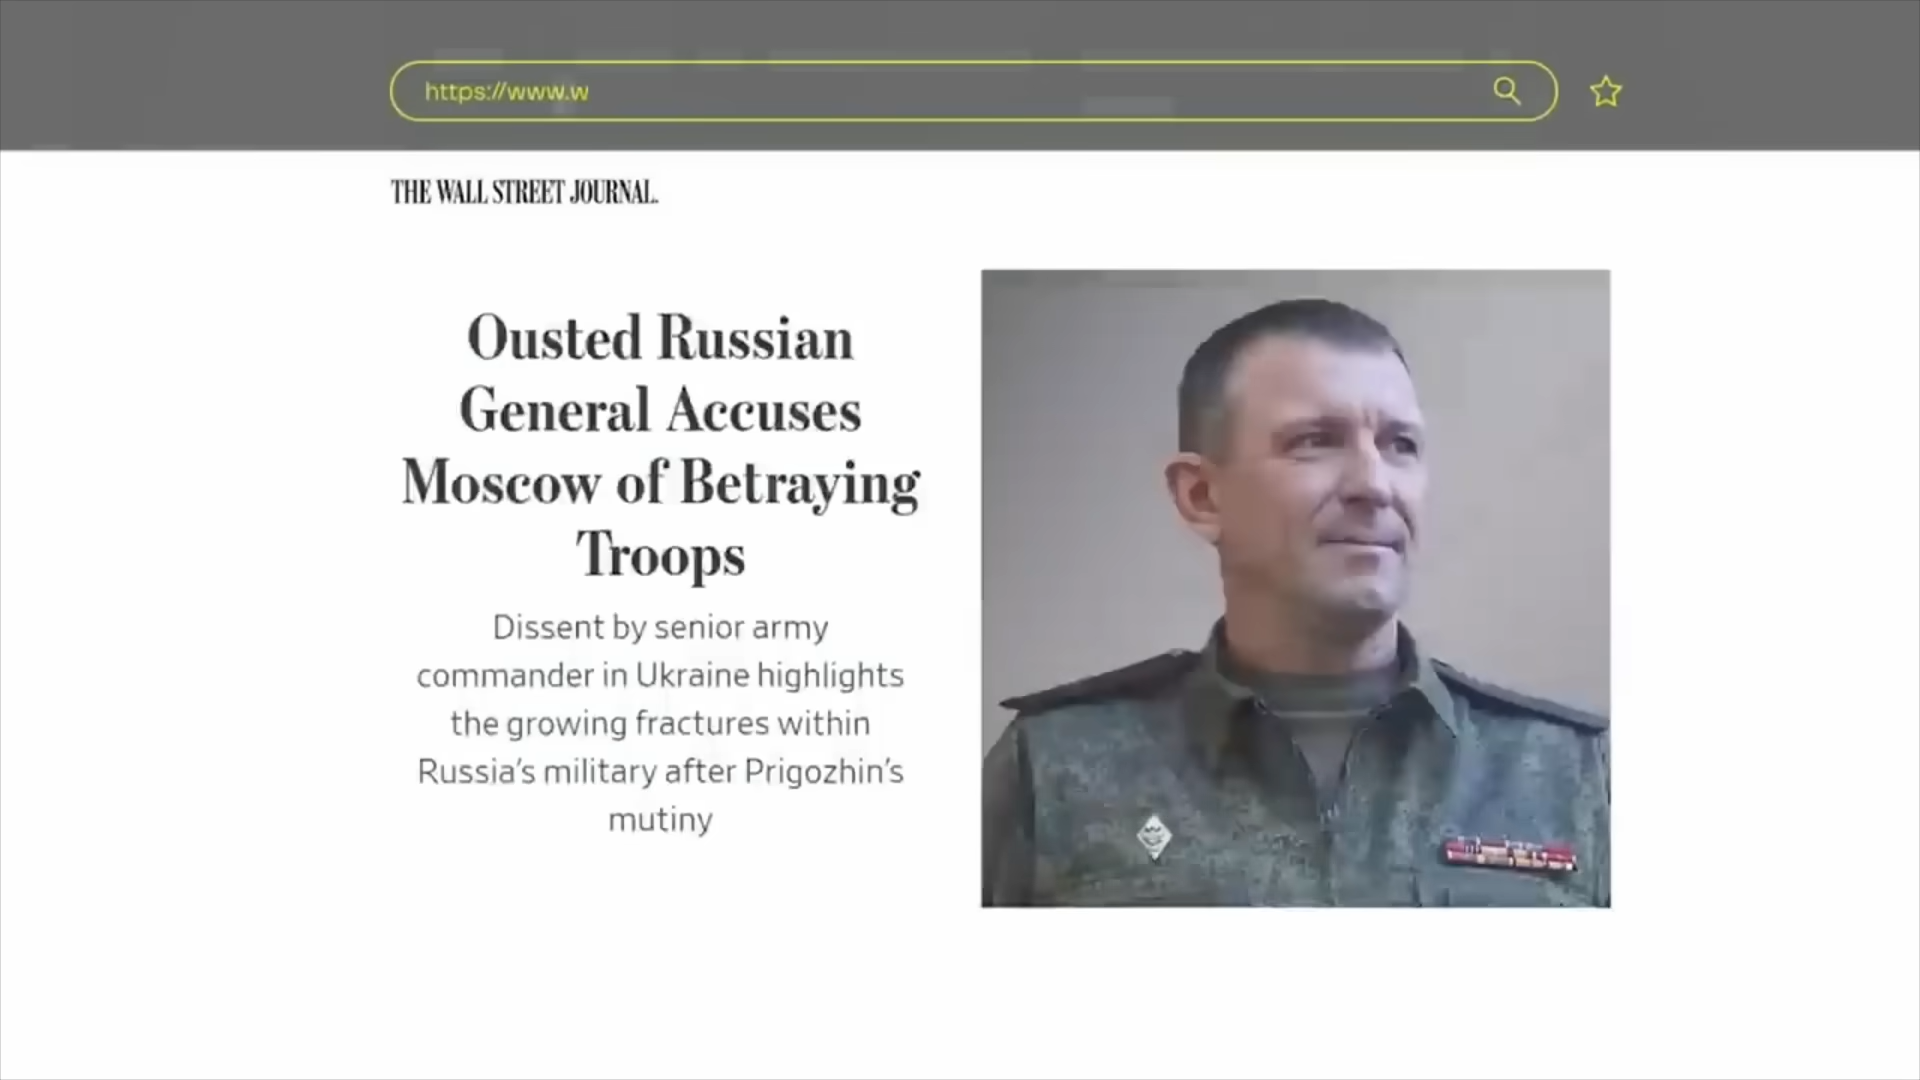 https://www.w
THE WALL STREET JOURNAL.
Ousted Russian
General Accuses
Moscow of Betraying
Troops
Dissent by senior army
commander in Ukraine highlights
the growing fractures within
Russia’s military after Prigozhin’s
mutiny